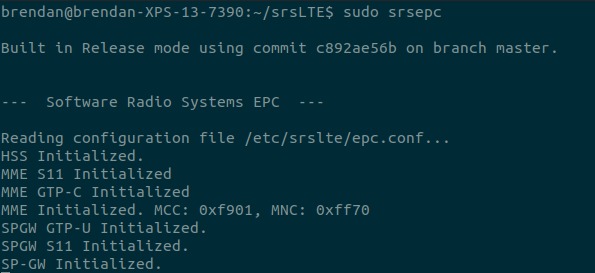 brendan@brendan-XPS-13-7390:~/srsLTE$ sudo srsepc
Built in Release mode using commit c892ae56b on branch master.
---  Software Radio Systems EPC  ---
Reading configuration file /etc/srslte/epc.conf...
HSS Initialized.
MME S11 Initialized
MME GTP-C Initialized
MME Initialized. MCC: 0xf901, MNC: 0xff70
SPGW GTP-U Initialized.
SPGW S11 Initialized.
SP-GW Initialized.